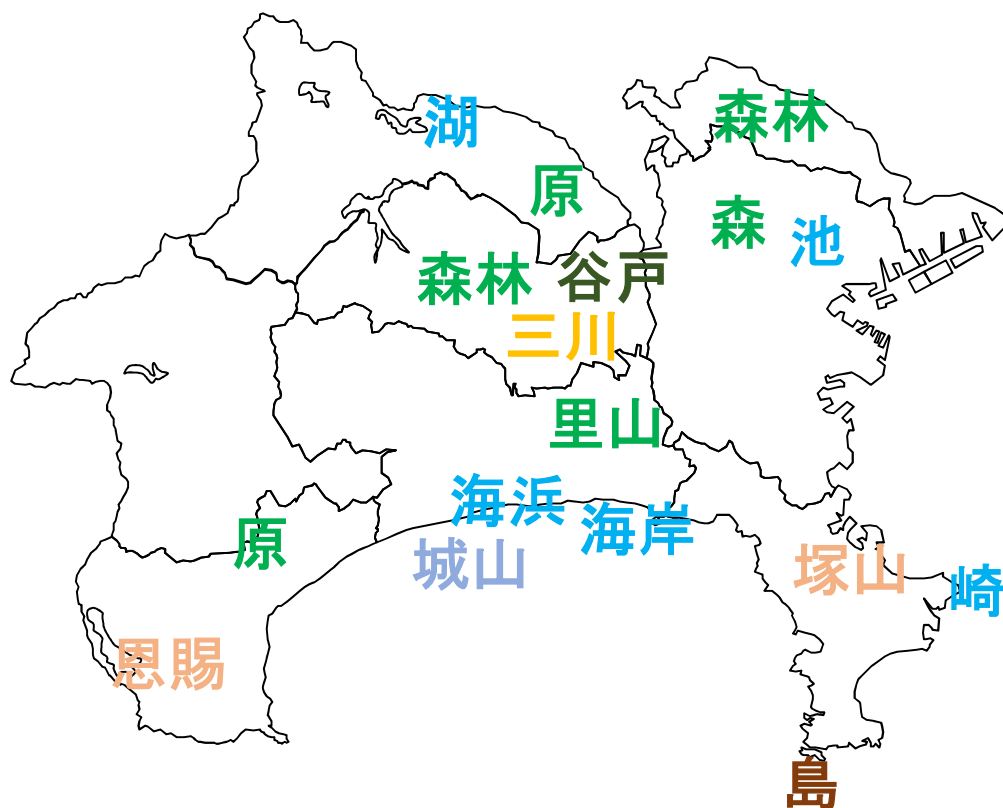 湖
森林
原
森
池
森林
谷戸
三川
里山
海浜
海岸
原
城山
塚山
崎
恩賜
島